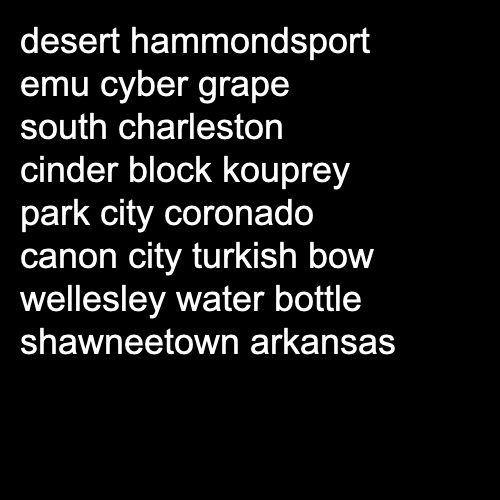 desert hammondsport
emu cyber grape
south charleston
cinder block kouprey
park city coronado
canon city turkish bow
wellesley water bottle
shawneetown arkansas